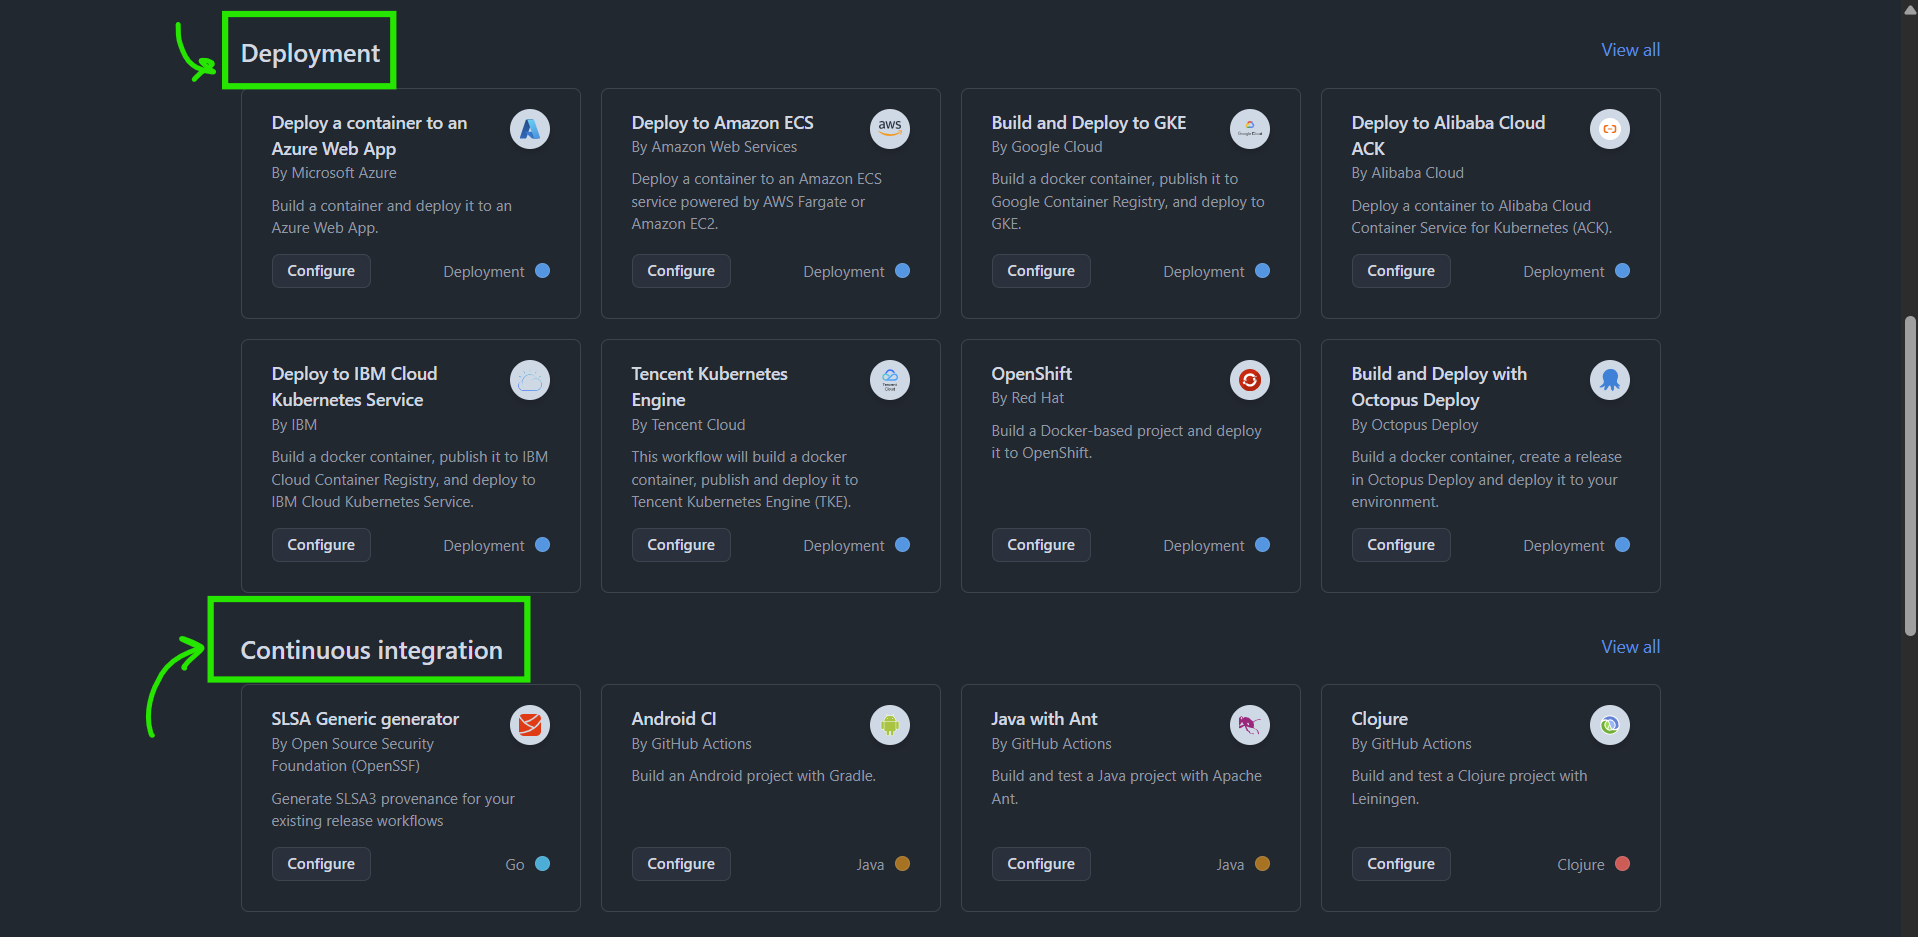 Deployment
View all
Deploy a container to an
Azure Web App
By Microsoft Azure
Build a container and deploy it to an
Azure Web App.
Configure
Deployment
Deploy to Amazon ECS
By Amazon Web Services
Deploy a container to an Amazon ECS
service powered by AWS Fargate or
Amazon EC2.
Configure
Deployment
aws
Build and Deploy to GKE
By Google Cloud
Build a docker container, publish it to
Google Container Registry, and deploy to
GKE.
Configure
Deployment
Google Cloud
Deploy to Alibaba Cloud
ACK
By Alibaba Cloud
Deploy a container to Alibaba Cloud
Container Service for Kubernetes (ACK).
Configure
Deployment
Deploy to IBM Cloud
Kubernetes Service
By IBM
Build a docker container, publish it to IBM
Cloud Container Registry, and deploy to
IBM Cloud Kubernetes Service.
Configure
Deployment
Tencent Kubernetes
Engine
By Tencent Cloud
This workflow will build a docker
container, publish and deploy it to
Tencent Kubernetes Engine (TKE).
Configure
Deployment
Tencent
Cloud
OpenShift
By Red Hat
Build a Docker-based project and deploy
it to OpenShift.
Configure
Deployment
Build and Deploy with
Octopus Deploy
By Octopus Deploy
Build a docker container, create a release
in Octopus Deploy and deploy it to your
environment.
Configure
Deployment
Continuous integration
View all
SLSA Generic generator
By Open Source Security
Foundation (OpenSSF)
Generate SLSA3 provenance for your
existing release workflows
Configure
Go
Android CI
By GitHub Actions
Build an Android project with Gradle.
Configure
Java
Java with Ant
By GitHub Actions
Build and test a Java project with Apache
Ant.
Configure
Java
Clojure
By GitHub Actions
Build and test a Clojure project with
Leiningen.
Configure
Clojure